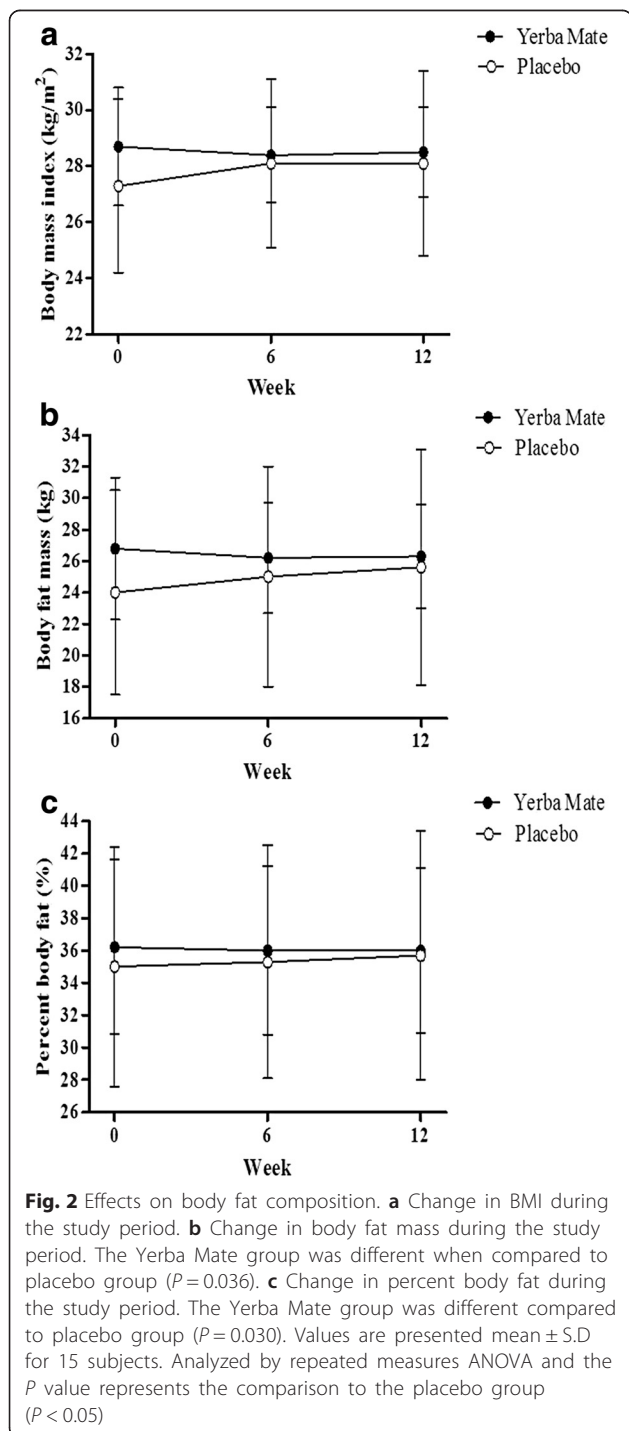 a
Yerba Mate
Placebo
Body mass index (kg/m²)
32
30
28
26
24
22
0 6 12
Week
b
Yerba Mate
Placebo
Body fat mass (kg)
34
32
30
28
26
24
22
20
18
16
0 6 12
Week
c
Yerba Mate
Placebo
Percent body fat (%)
44
42
40
38
36
34
32
30
28
26
0 6 12
Week
Fig. 2 Effects on body fat composition. a Change in BMI during
the study period. b Change in body fat mass during the study
period. The Yerba Mate group was different when compared to
placebo group (P = 0.036). c Change in percent body fat during
the study period. The Yerba Mate group was different compared
to placebo group (P = 0.030). Values are presented mean ± S.D
for 15 subjects. Analyzed by repeated measures ANOVA and the
P value represents the comparison to the placebo group
(P < 0.05)